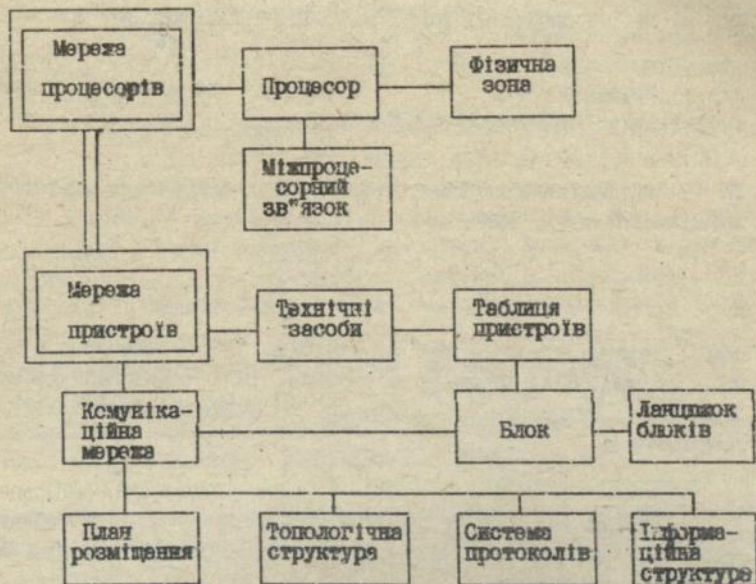 Мережа
процесорів
Процесор
Фізична
зона
Міжпроце-
сорний
зв"язок
Мережа
пристроїв
Технічні
засоби
Таблиця
пристроїв
Комунікa-
ційна
мережа
Блок
Ланцюжок
блоків
План
розміщення
Топологічна
структура
Система
протоколів
Інформа-
ційна
структура